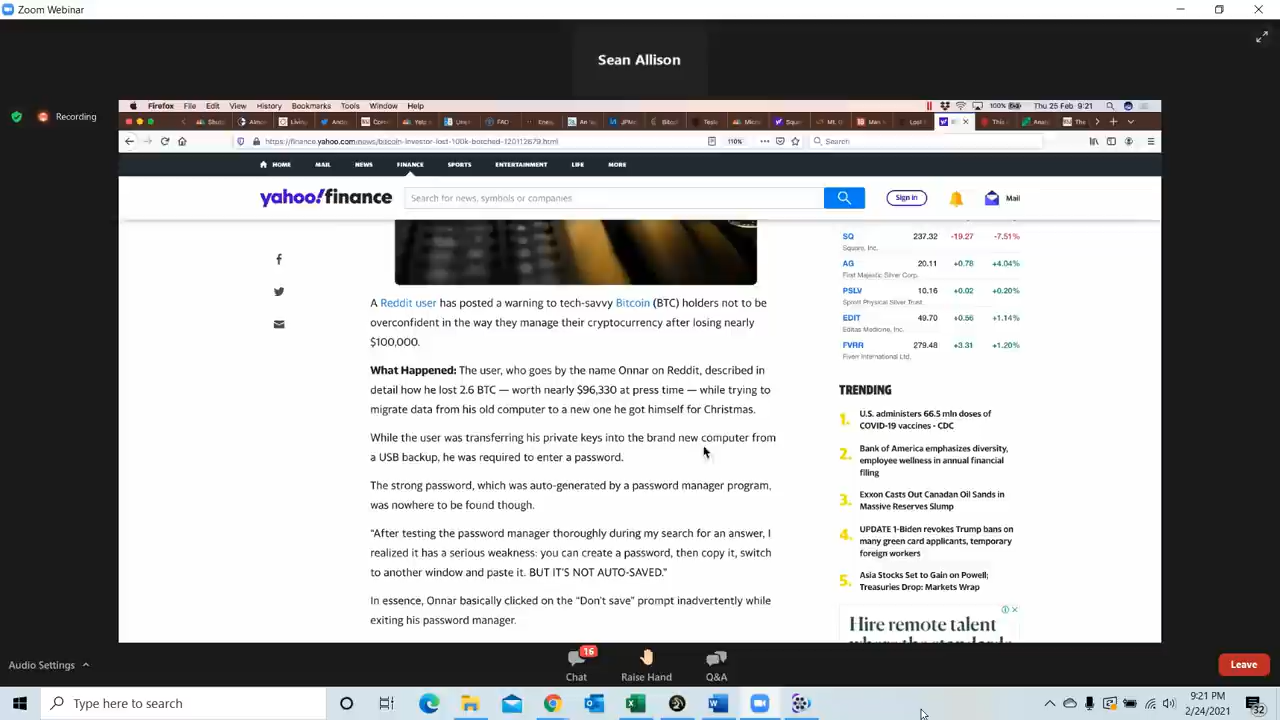 Zoom Webinar
Sean Allison
Recording
Firefox File Edit View History Bookmarks Tools Window Help
100% Thu 25 Feb 9:21
https://finance.yahoo.com/news/bitcoin-investor-lost-100k-botched-120112679.html
110%
Search
HOME MAIL NEWS FINANCE SPORTS ENTERTAINMENT LIFE MORE
yahoo!finance
Search for news, symbols or companies
Sign in
Mail
A Reddit user has posted a warning to tech-savvy Bitcoin (BTC) holders not to be
overconfident in the way they manage their cryptocurrency after losing nearly
$100,000.
What Happened: The user, who goes by the name Onnar on Reddit, described in
detail how he lost 2.6 BTC — worth nearly $96,330 at press time — while trying to
migrate data from his old computer to a new one he got himself for Christmas.
While the user was transferring his private keys into the brand new computer from
a USB backup, he was required to enter a password.
The strong password, which was auto-generated by a password manager program,
was nowhere to be found though.
“After testing the password manager thoroughly during my search for an answer, I
realized it has a serious weakness: you can create a password, then copy it, switch
to another window and paste it. BUT IT’S NOT AUTO-SAVED.”
In essence, Onnar basically clicked on the “Don’t save” prompt inadvertently while
exiting his password manager.
SQ 237.32 -19.27 -7.51%
Square, Inc.
AG 20.11 +0.78 +4.04%
First Majestic Silver Corp.
PSLV 10.16 +0.02 +0.20%
Sprott Physical Silver Trust
EDIT 49.70 +0.56 +1.14%
Editas Medicine, Inc.
FVRR 279.48 +3.31 +1.20%
Fiverr International Ltd.
TRENDING
1. U.S. administers 66.5 mln doses of
COVID-19 vaccines - CDC
2. Bank of America emphasizes diversity,
employee wellness in annual financial
filing
3. Exxon Casts Out Canadian Oil Sands in
Massive Reserves Slump
4. UPDATE 1-Biden revokes Trump bans on
many green card applicants, temporary
foreign workers
5. Asia Stocks Set to Gain on Powell;
Treasuries Drop: Markets Wrap
Hire remote talent
Audio Settings
16
Chat
Raise Hand
Q&A
Leave
Type here to search
9:21 PM
2/24/2021
32